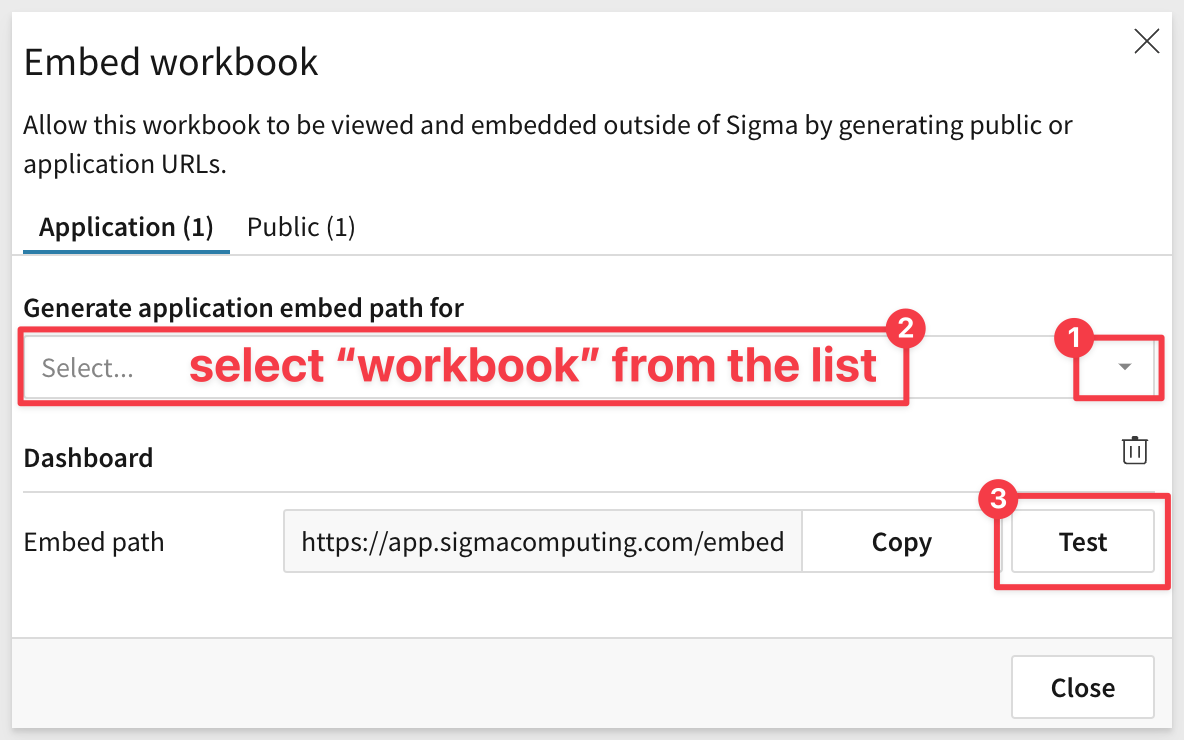 Embed workbook
Allow this workbook to be viewed and embedded outside of Sigma by generating public or
application URLs.
Application (1) Public (1)
Generate application embed path for
2
1
Select... select “workbook” from the list
Dashboard
3
Embed path https://app.sigmacomputing.com/embed Copy Test
Close